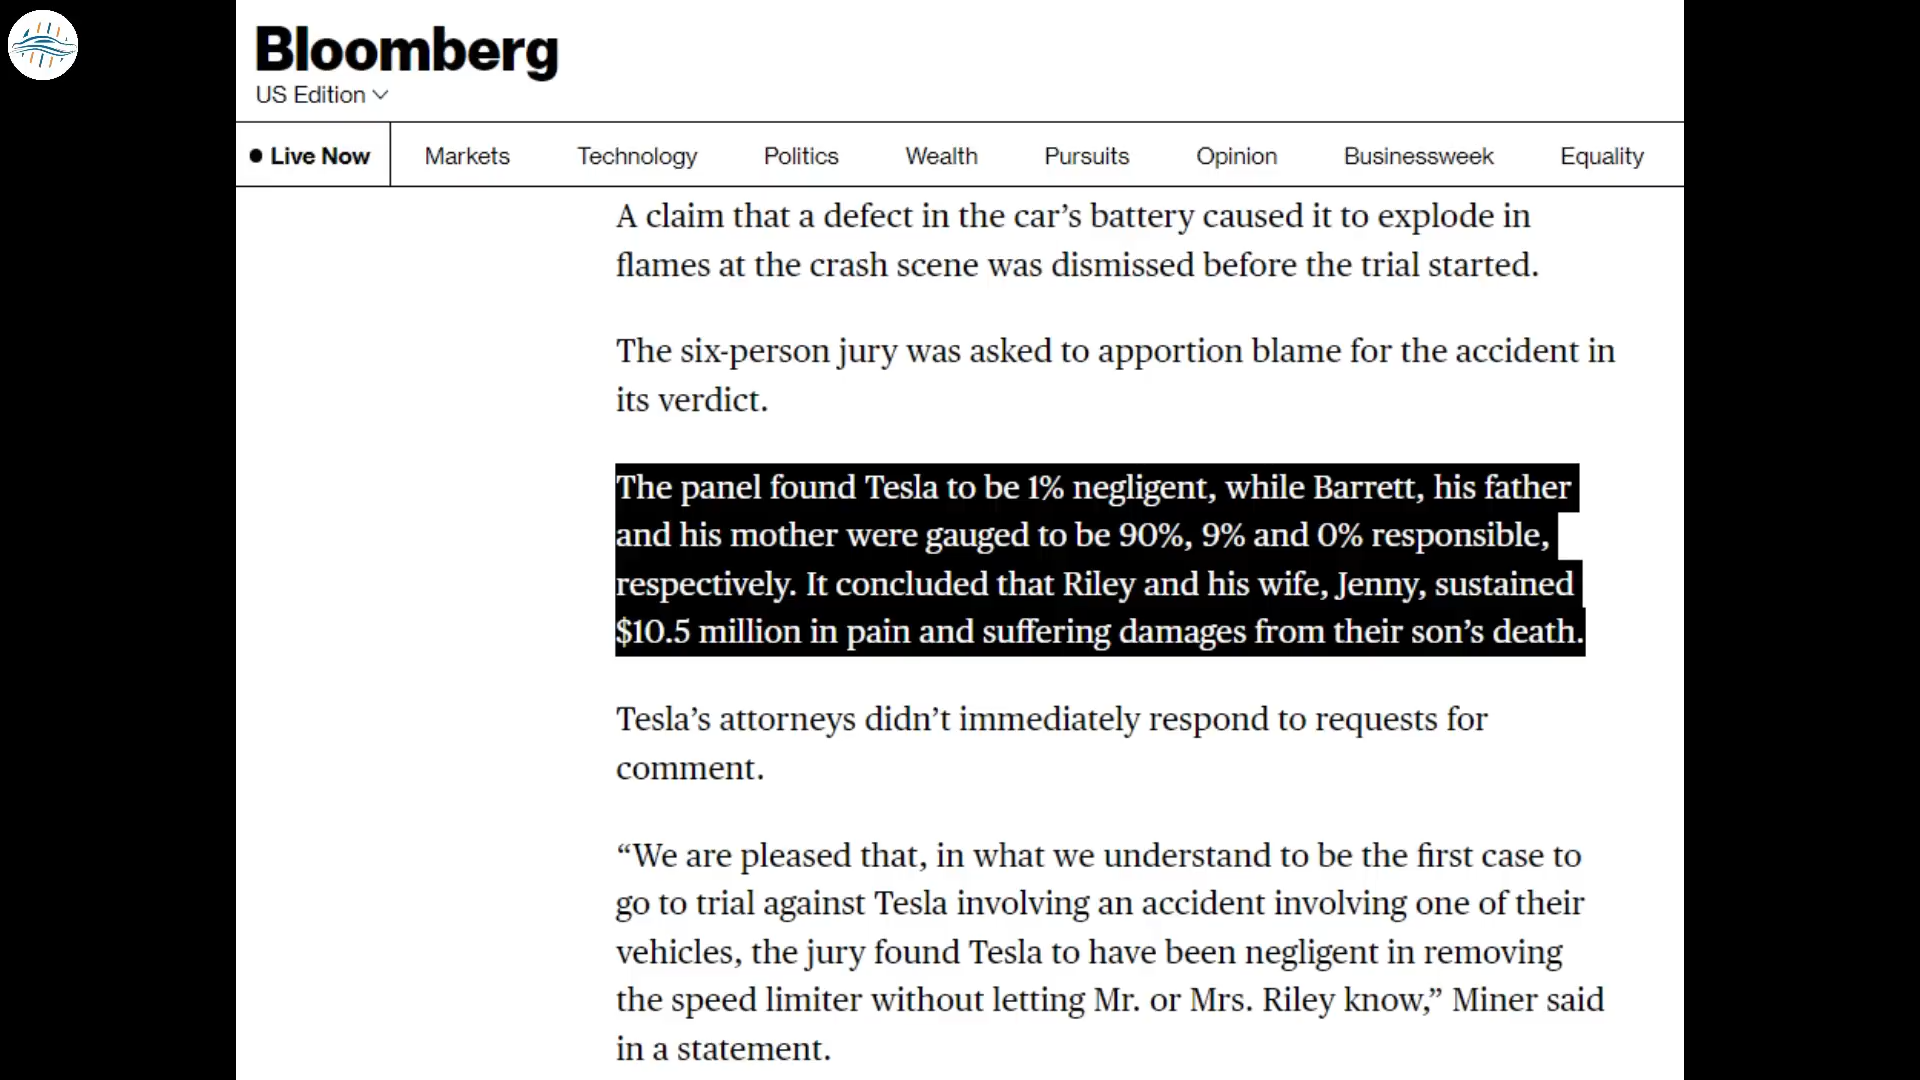 Bloomberg
US Edition
Live Now Markets Technology Politics Wealth Pursuits Opinion Businessweek Equality
A claim that a defect in the car’s battery caused it to explode in
flames at the crash scene was dismissed before the trial started.
The six-person jury was asked to apportion blame for the accident in
its verdict.
The panel found Tesla to be 1% negligent, while Barrett, his father
and his mother were gauged to be 90%, 9% and 0% responsible,
respectively. It concluded that Riley and his wife, Jenny, sustained
$10.5 million in pain and suffering damages from their son’s death.
Tesla’s attorneys didn’t immediately respond to requests for
comment.
“We are pleased that, in what we understand to be the first case to
go to trial against Tesla involving an accident involving one of their
vehicles, the jury found Tesla to have been negligent in removing
the speed limiter without letting Mr. or Mrs. Riley know,” Miner said
in a statement.